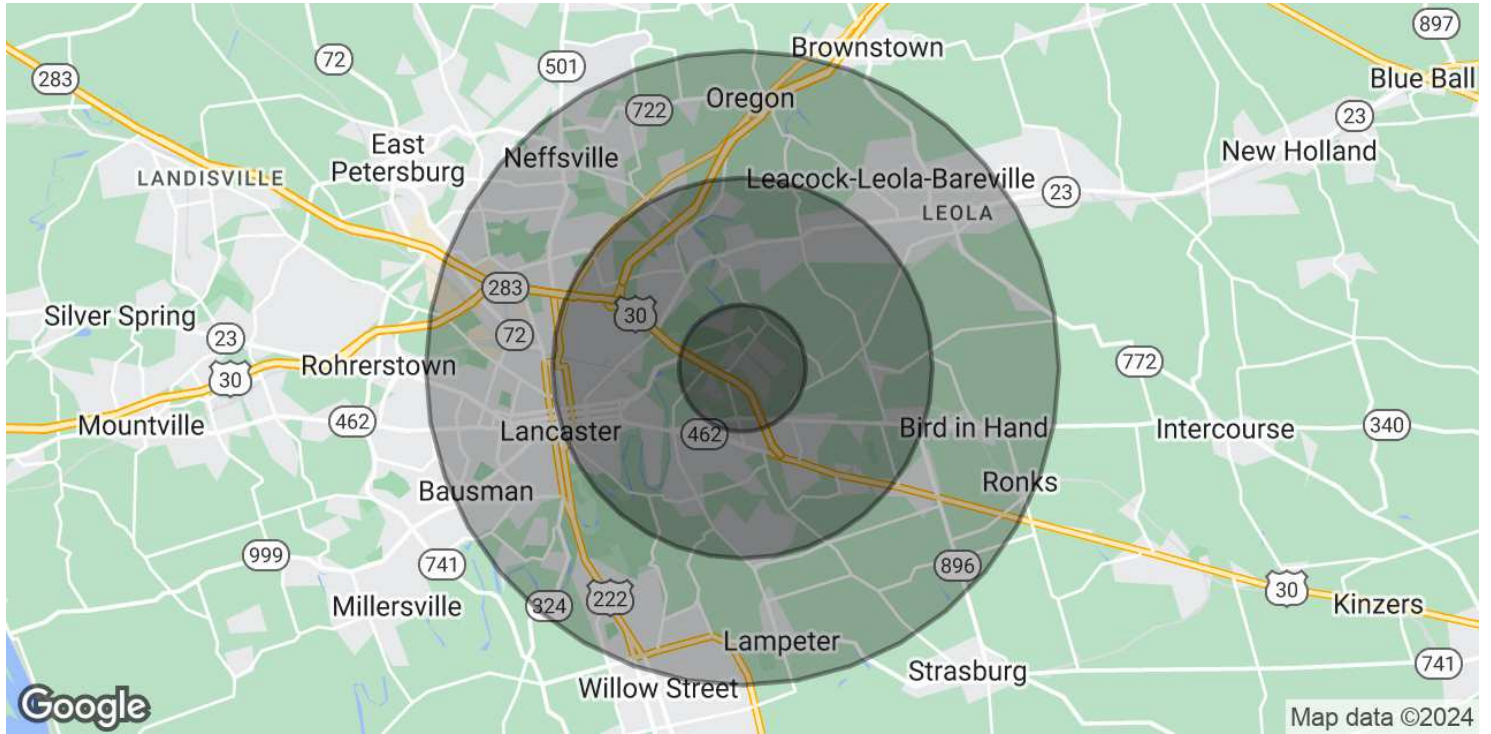 897
283
72
501
Brownstown
Blue Ball
Oregon
722
23
East
Petersburg
Neffsville
New Holland
LANDISVILLE
Leacock-Leola-Bareville
23
LEOLA
283
Silver Spring
30
23
72
Rohrerstown
772
30
462
Mountville
Lancaster
462
Bird in Hand
Intercourse
340
Bausman
Ronks
999
741
896
Millersville
324
222
30
Kinzers
Lampeter
741
Strasburg
Willow Street
Google
Map data ©2024